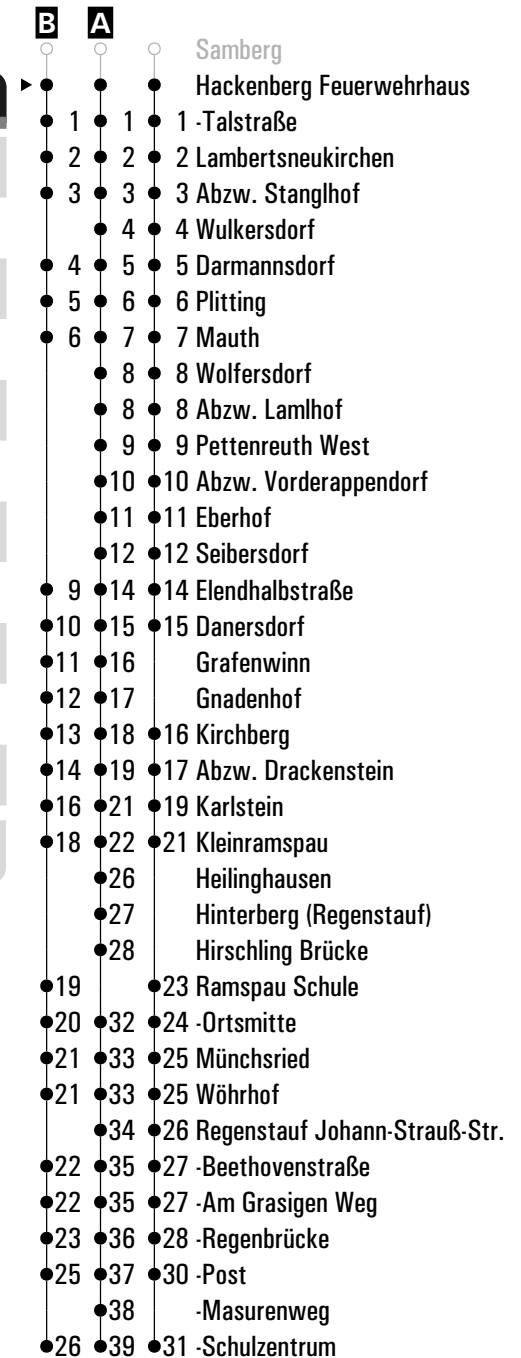 B A
Samberg
Hackenberg Feuerwehrhaus
1 1 1 -Talstraße
2 2 2 Lambertsneukirchen
3 3 3 Abzw. Stanglhof
4 4 Wulkersdorf
4 5 5 Darmannsdorf
5 6 6 Plitting
6 7 7 Mauth
8 8 Wolfersdorf
8 8 Abzw. Lamlhof
9 9 Pettenreuth West
10 10 Abzw. Vorderappendorf
11 11 Eberhof
12 12 Seibersdorf
9 14 14 Elendhalbstraße
10 15 15 Danersdorf
11 16 Grafenwinn
12 17 Gnadenhof
13 18 16 Kirchberg
14 19 17 Abzw. Drackenstein
16 21 19 Karlstein
18 22 21 Kleinramspau
26 Heilinghausen
27 Hinterberg (Regenstauf)
28 Hirschling Brücke
19 23 Ramspau Schule
20 32 24 -Ortsmitte
21 33 25 Münchsried
21 33 25 Wöhrhof
34 26 Regenstauf Johann-Strauß-Str.
22 35 27 -Beethovenstraße
22 35 27 -Am Grasigen Weg
23 36 28 -Regenbrücke
25 37 30 -Post
38 -Masurenweg
26 39 31 -Schulzentrum